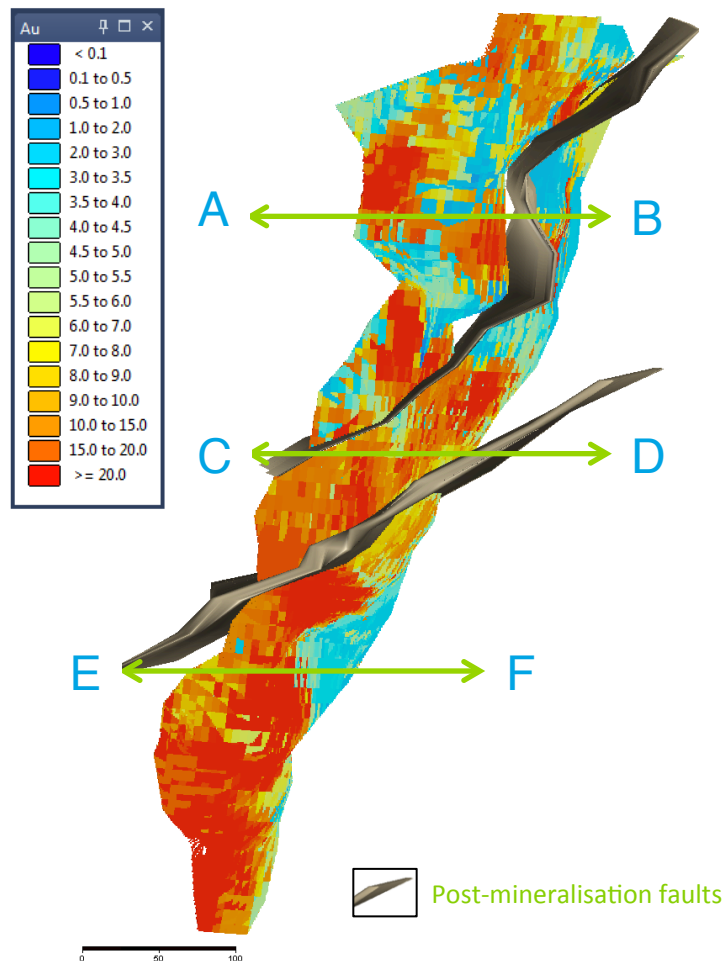 Au
< 0.1
0.1 to 0.5
0.5 to 1.0
1.0 to 2.0
2.0 to 3.0
3.0 to 3.5
3.5 to 4.0
4.0 to 4.5
4.5 to 5.0
5.0 to 5.5
5.5 to 6.0
6.0 to 7.0
7.0 to 8.0
8.0 to 9.0
9.0 to 10.0
10.0 to 15.0
15.0 to 20.0
>= 20.0
A B
C D
E F
Post-mineralisation faults
0 50 100